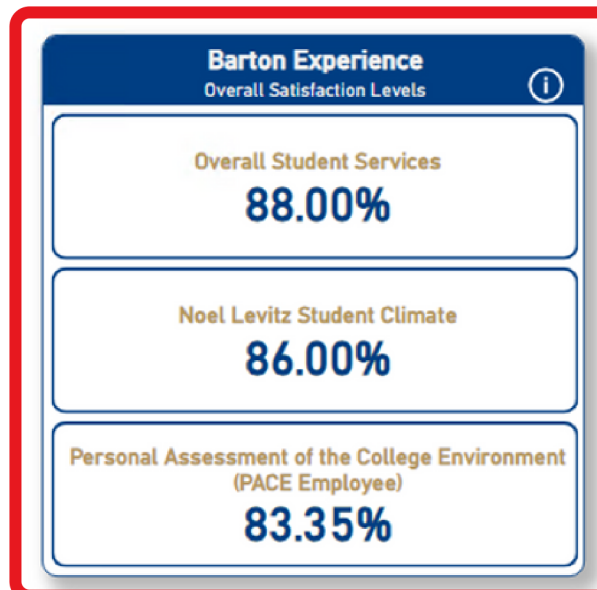 Barton Experience
Overall Satisfaction Levels
i
Overall Student Services
88.00%
Noel Levitz Student Climate
86.00%
Personal Assessment of the College Environment
(PACE Employee)
83.35%